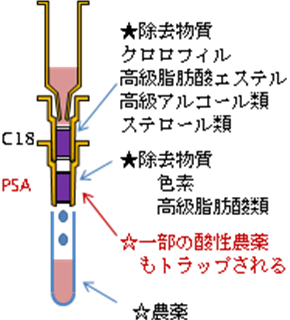 ★除去物質
クロロフィル
高級脂肪酸エステル
高級アルコール類
ステロール類
C18
★除去物質
色素
高級脂肪酸類
PSA
☆一部の酸性農薬
もトラップされる
☆農薬